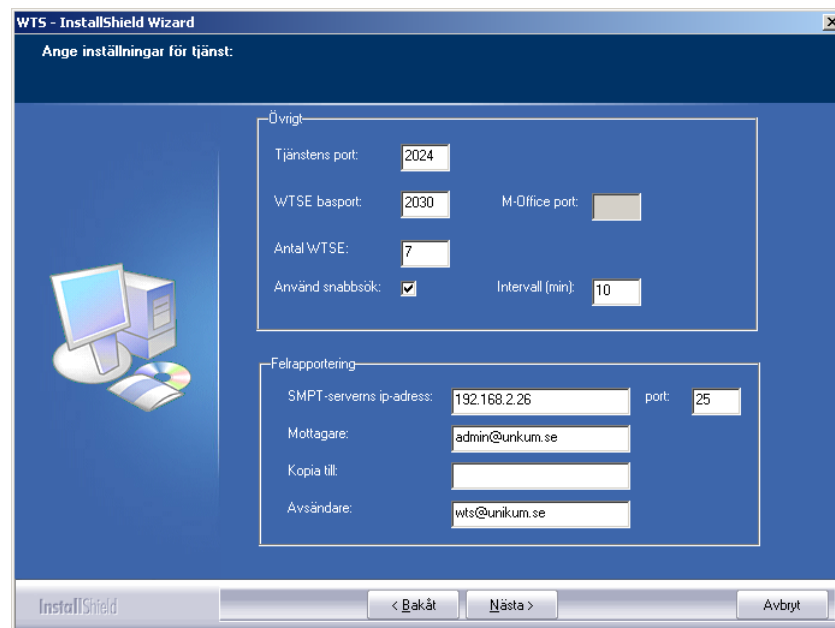 WTS - InstallShield Wizard
Ange inställningar för tjänst:
Övrigt
Tjänstens port: 2024
WTSE basport: 2030 M-Office port:
Antal WTSE: 7
Använd snabbsök: Intervall (min): 10
Felrapportering
SMPT-serverns ip-adress: 192.168.2.26 port: 25
Mottagare: admin@unkum.se
Kopia till:
Avsändare: wts@unikum.se
InstallShield < Bakåt Nästa > Avbryt